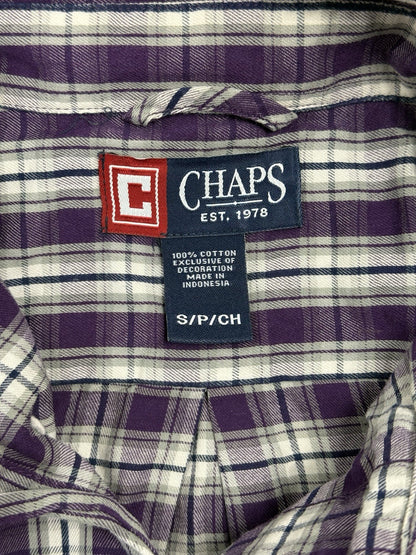 C
CHAPS
EST. 1978
100% COTTON
EXCLUSIVE OF
DECORATION
MADE IN
INDONESIA
S/P/CH